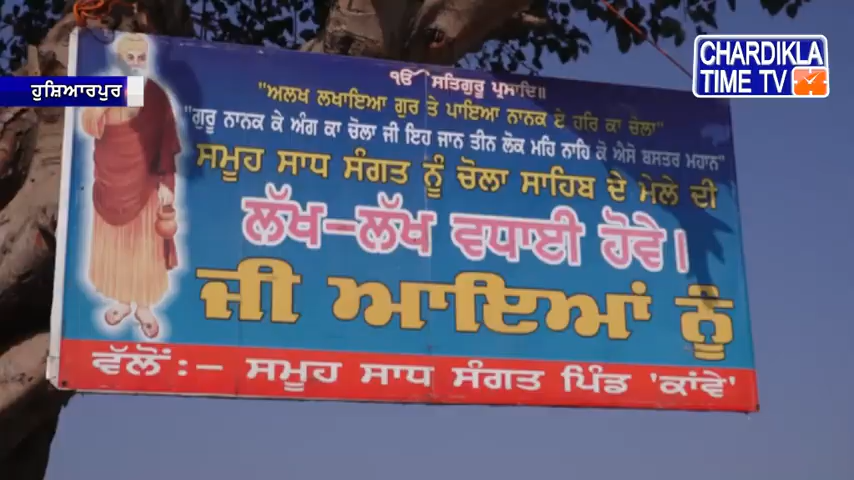 CHARDIKLA
TIME TV
ਹੁਸ਼ਿਆਰਪੁਰ
ੴ ਸਤਿਗੁਰੂ ਪ੍ਰਸਾਦਿ॥
"ਅਲਖ ਲਖਾਇਆ ਗੁਰ ਤੇ ਪਾਇਆ ਨਾਨਕ ਏ ਹਰਿ ਕਾ ਚੋਲਾ"
"ਗੁਰੂ ਨਾਨਕ ਕੇ ਅੰਗ ਕਾ ਚੋਲਾ ਜੀ ਇਹ ਜਾਨ ਤੀਨ ਲੋਕ ਮਹਿ ਨਾਹਿ ਕੋ ਐਸੋ ਬਸਤਰ ਮਹਾਨ"
ਸਮੂਹ ਸਾਧ ਸੰਗਤ ਨੂੰ ਚੋਲਾ ਸਾਹਿਬ ਦੇ ਮੇਲੇ ਦੀ
ਲੱਖ-ਲੱਖ ਵਧਾਈ ਹੋਵੇ।
ਜੀ ਆਇਆਂ ਨੂੰ
ਵੱਲੋਂ:- ਸਮੂਹ ਸਾਧ ਸੰਗਤ ਪਿੰਡ 'ਕਾਂਵੇ'